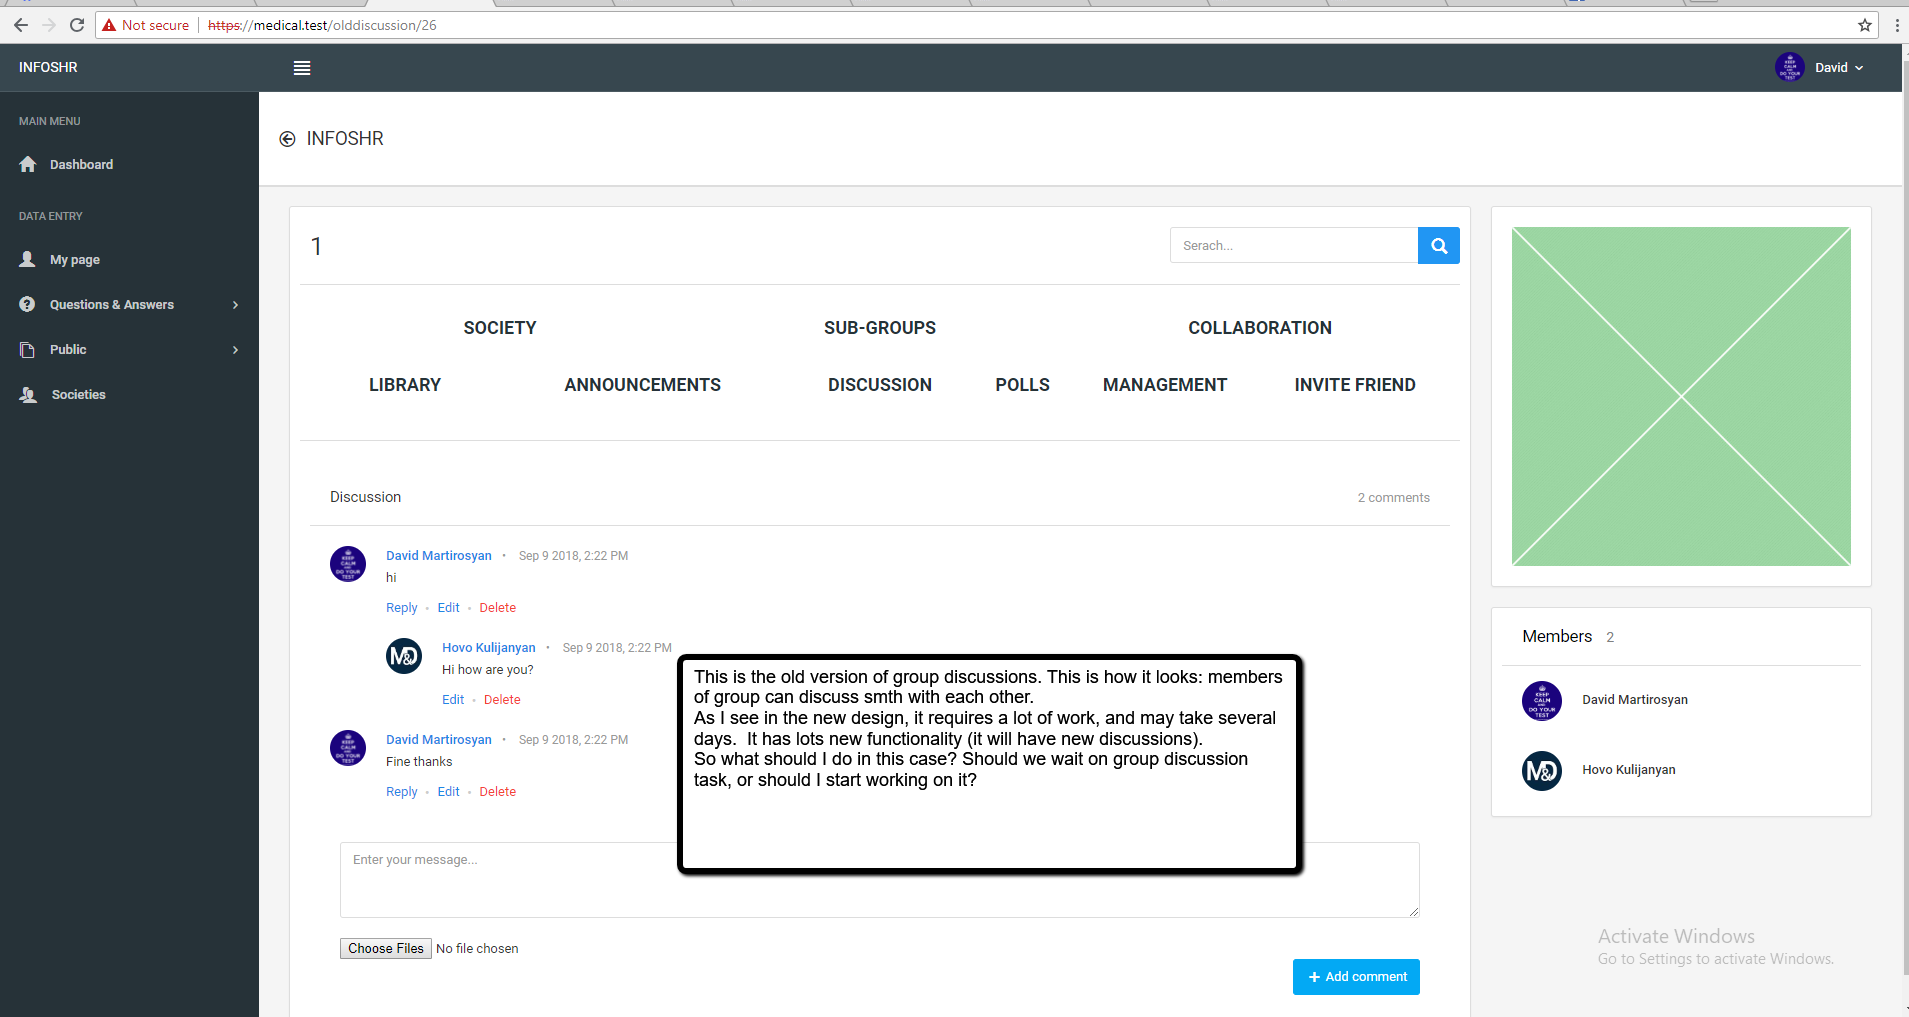 Not secure | https://medical.test/olddiscussion/26
INFOSHR
David
MAIN MENU
Dashboard
DATA ENTRY
My page
Questions & Answers
Public
Societies
INFOSHR
1
Serach...
SOCIETY SUB-GROUPS COLLABORATION
LIBRARY ANNOUNCEMENTS DISCUSSION POLLS MANAGEMENT INVITE FRIEND
Discussion 2 comments
David Martirosyan • Sep 9 2018, 2:22 PM
hi
Reply • Edit • Delete
Hovo Kulijanyan • Sep 9 2018, 2:22 PM
Hi how are you?
Edit • Delete
David Martirosyan • Sep 9 2018, 2:22 PM
Fine thanks
Reply • Edit • Delete
This is the old version of group discussions. This is how it looks: members
of group can discuss smth with each other.
As I see in the new design, it requires a lot of work, and may take several
days.  It has lots new functionality (it will have new discussions).
So what should I do in this case? Should we wait on group discussion
task, or should I start working on it?
Enter your message...
Choose Files No file chosen
+ Add comment
Members 2
M&D David Martirosyan
Hovo Kulijanyan
Activate Windows
Go to Settings to activate Windows.